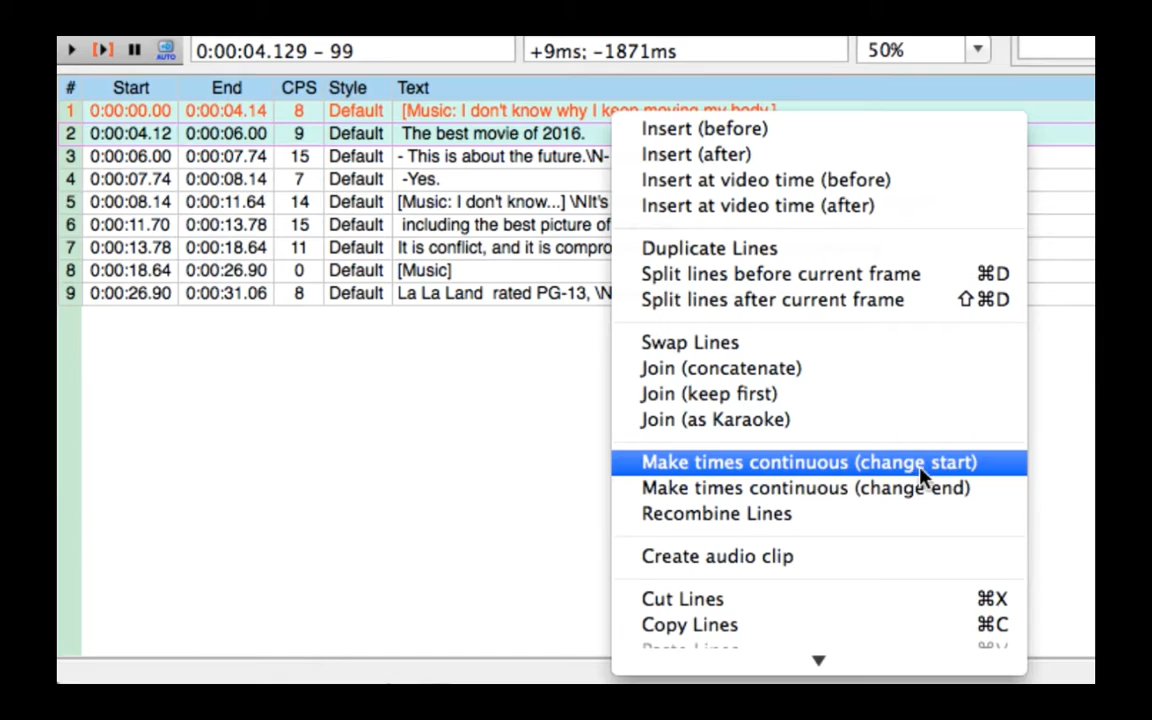 AUTO 0:00:04.129 - 99 +9ms; -1871ms 50%
# Start End CPS Style Text
1 0:00:00.00 0:00:04.14 8 Default [Music: I don't know why I keep moving my body.]
2 0:00:04.12 0:00:06.00 9 Default The best movie of 2016.
3 0:00:06.00 0:00:07.74 15 Default - This is about the future.\N-
4 0:00:07.74 0:00:08.14 7 Default -Yes.
5 0:00:08.14 0:00:11.64 14 Default [Music: I don't know...] \NIt's
6 0:00:11.70 0:00:13.78 15 Default including the best picture of
7 0:00:13.78 0:00:18.64 11 Default It is conflict, and it is compro
8 0:00:18.64 0:00:26.90 0 Default [Music]
9 0:00:26.90 0:00:31.06 8 Default La La Land rated PG-13, \N
Insert (before)
Insert (after)
Insert at video time (before)
Insert at video time (after)
Duplicate Lines
Split lines before current frame ⌘D
Split lines after current frame ⇧⌘D
Swap Lines
Join (concatenate)
Join (keep first)
Join (as Karaoke)
Make times continuous (change start)
Make times continuous (change end)
Recombine Lines
Create audio clip
Cut Lines ⌘X
Copy Lines ⌘C
Paste Lines ⌘V